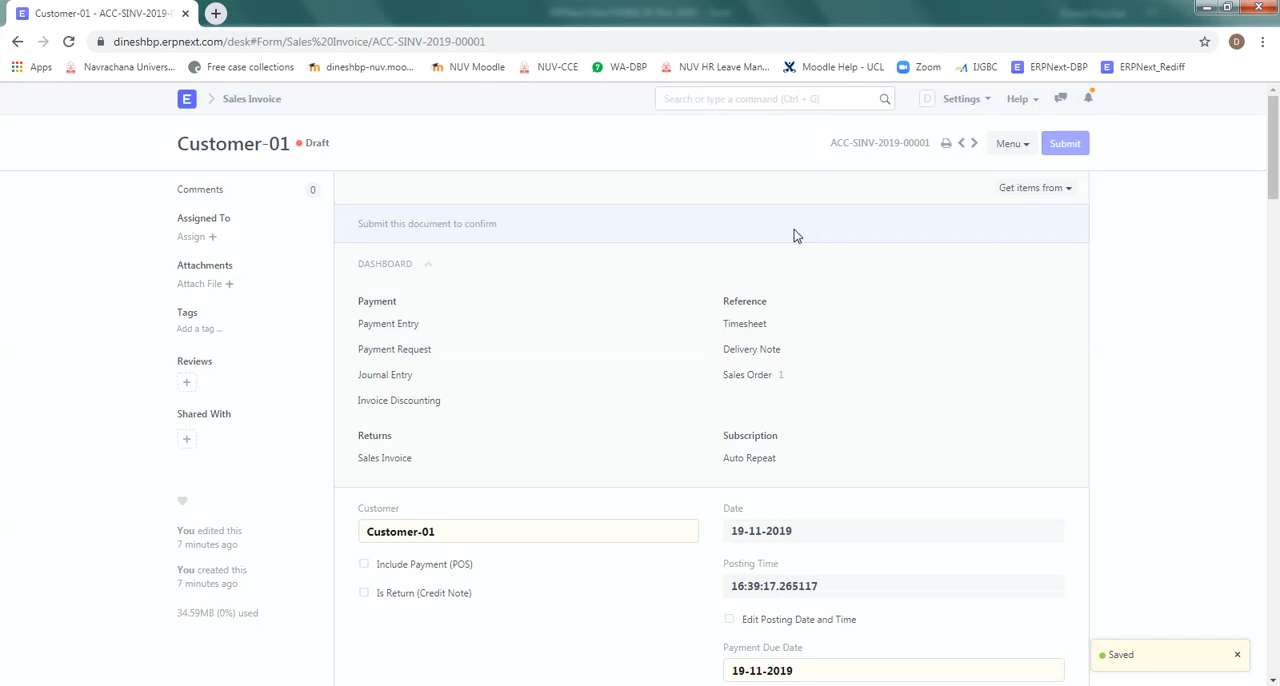 Customer-01 - ACC-SINV-2019-
dineshbp.erpnext.com/desk#Form/Sales%20Invoice/ACC-SINV-2019-00001
D
Apps Navrachana Univers... Free case collections dineshbp-nuv.moo... NUV Moodle NUV-CCE 7 WA-DBP NUV HR Leave Man... Moodle Help - UCL Zoom IJGBC E ERPNext-DBP E ERPNext_Rediff
E Sales Invoice Search or type a command (Ctrl + G) D Settings Help
Customer-01 Draft ACC-SINV-2019-00001 Menu Submit
Comments 0
Get items from
Assigned To
Assign +
Submit this document to confirm
Attachments
Attach File +
DASHBOARD
Tags
Add a tag ...
Payment
Payment Entry
Payment Request
Journal Entry
Invoice Discounting
Reference
Timesheet
Delivery Note
Sales Order 1
Reviews
+
Shared With
+
Returns
Sales Invoice
Subscription
Auto Repeat
Customer
Customer-01
Include Payment (POS)
Is Return (Credit Note)
Date
19-11-2019
Posting Time
16:39:17.265117
Edit Posting Date and Time
Payment Due Date
19-11-2019
You edited this
7 minutes ago
You created this
7 minutes ago
34.59MB (0%) used
Saved ×